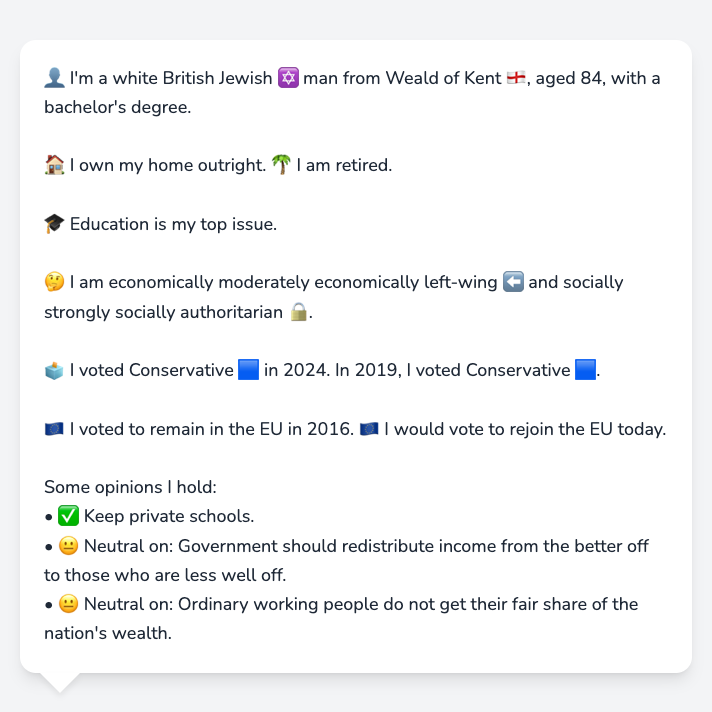 👤 I'm a white British Jewish ✡️ man from Weald of Kent 🏴󠁧󠁢󠁥󠁮󠁧󠁿, aged 84, with a
bachelor's degree.
🏠 I own my home outright. 🌴 I am retired.
🎓 Education is my top issue.
🤔 I am economically moderately economically left-wing ⬅️ and socially
strongly socially authoritarian 🔒.
🗳️ I voted Conservative 🟦 in 2024. In 2019, I voted Conservative 🟦.
🇪🇺 I voted to remain in the EU in 2016. 🇪🇺 I would vote to rejoin the EU today.
Some opinions I hold:
• ✅ Keep private schools.
• 😐 Neutral on: Government should redistribute income from the better off
to those who are less well off.
• 😐 Neutral on: Ordinary working people do not get their fair share of the
nation's wealth.